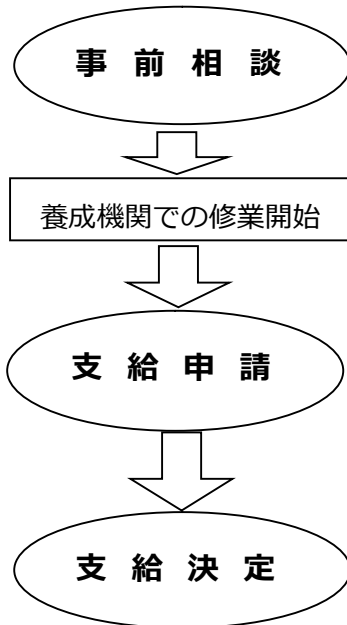 事前相談
養成機関での修業開始
支給申請
支給決定